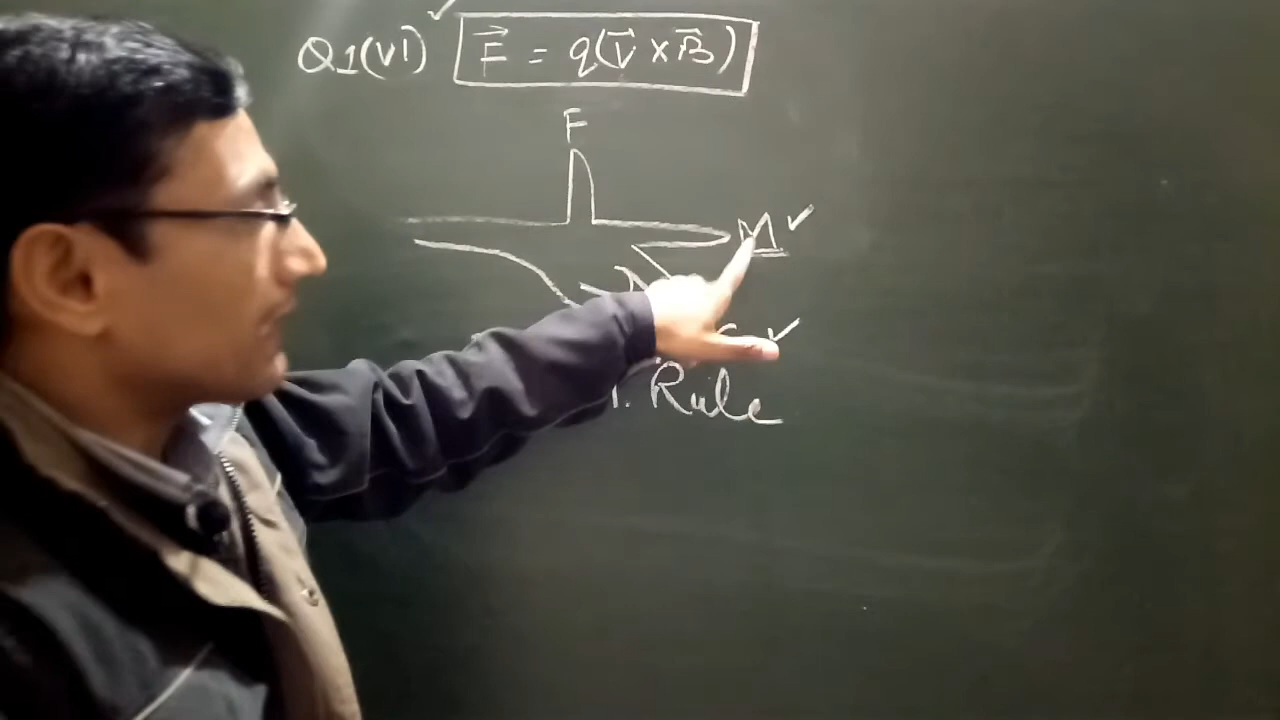 Q1(VI) ✓ F⃗ = q(V⃗ × B⃗)
F
M ✓
C ✓
Rule